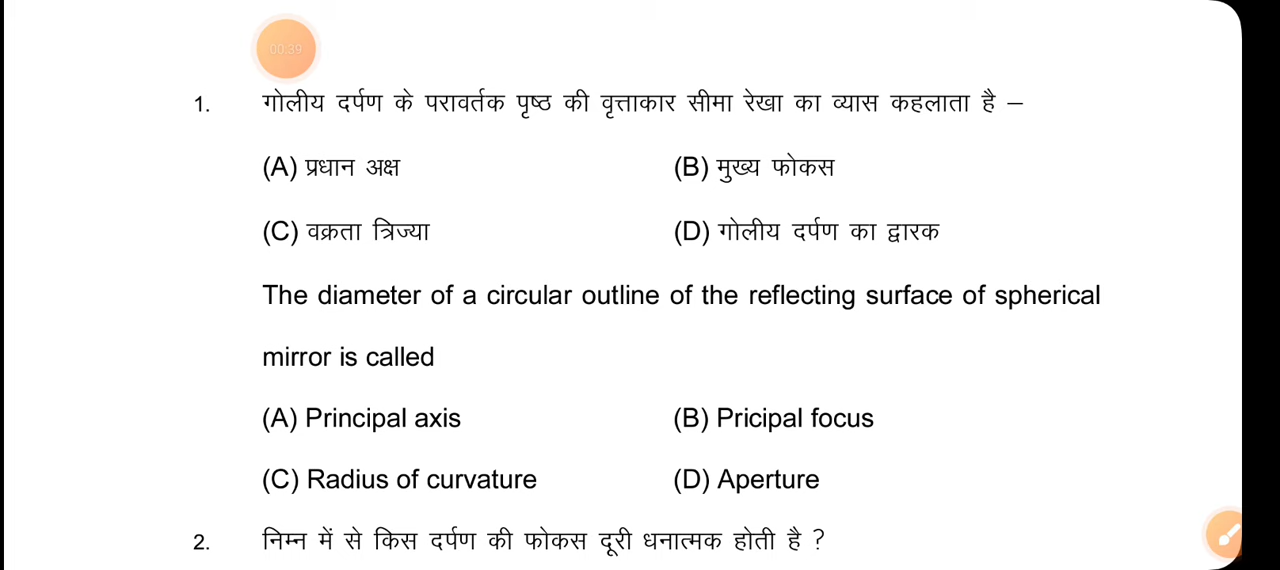 00:39
1. गोलीय दर्पण के परावर्तक पृष्ठ की वृत्ताकार सीमा रेखा का व्यास कहलाता है –
(A) प्रधान अक्ष (B) मुख्य फोकस
(C) वक्रता त्रिज्या (D) गोलीय दर्पण का द्वारक
The diameter of a circular outline of the reflecting surface of spherical
mirror is called
(A) Principal axis (B) Pricipal focus
(C) Radius of curvature (D) Aperture
2. निम्न में से किस दर्पण की फोकस दूरी धनात्मक होती है ?